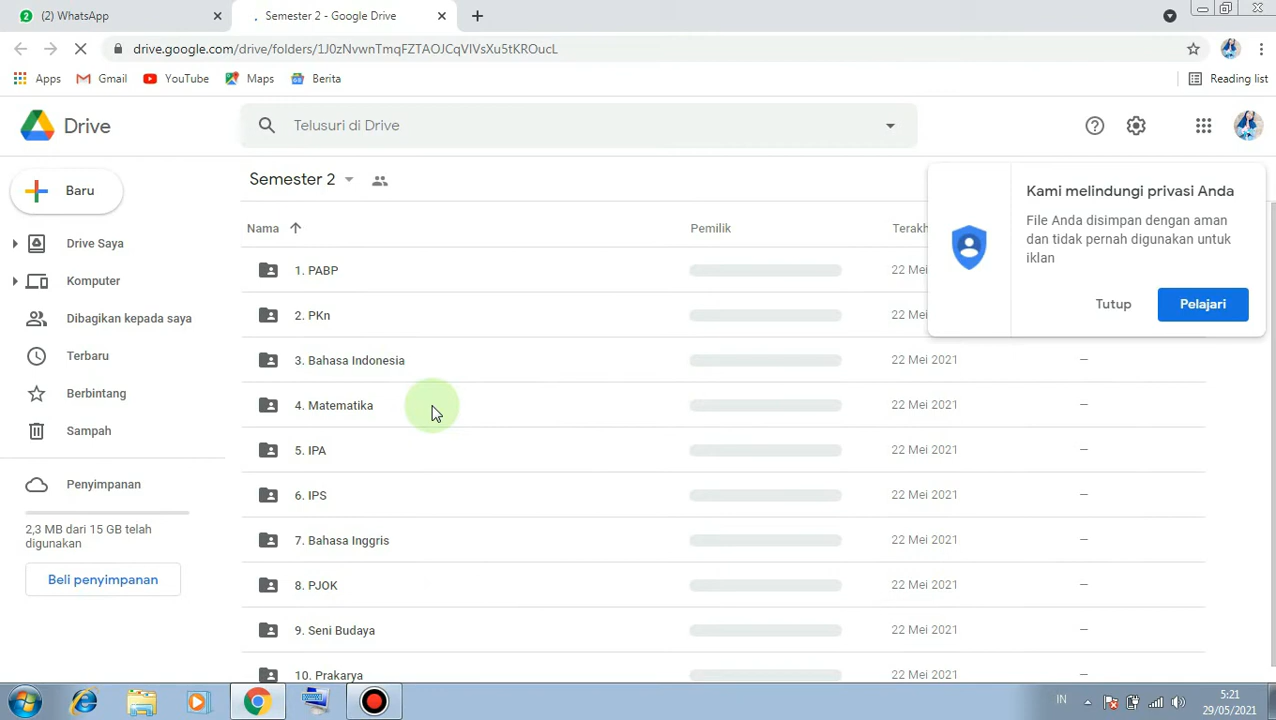 2 (2) WhatsApp
Semester 2 - Google Drive
drive.google.com/drive/folders/1J0zNvwnTmqFZTAOJCqVIVsXu5tKROucL
Apps
Gmail
YouTube
Maps
Berita
Reading list
Drive
Telusuri di Drive
Baru
Drive Saya
Komputer
Dibagikan kepada saya
Terbaru
Berbintang
Sampah
Penyimpanan
2,3 MB dari 15 GB telah
digunakan
Beli penyimpanan
Semester 2
Nama Pemilik Terakh
1. PABP 22 Mei
2. PKn 22 Mei
3. Bahasa Indonesia 22 Mei 2021 –
4. Matematika 22 Mei 2021 –
5. IPA 22 Mei 2021 –
6. IPS 22 Mei 2021 –
7. Bahasa Inggris 22 Mei 2021 –
8. PJOK 22 Mei 2021 –
9. Seni Budaya 22 Mei 2021 –
10. Prakarya 22 Mei 2021 –
Kami melindungi privasi Anda
File Anda disimpan dengan aman
dan tidak pernah digunakan untuk
iklan
Tutup
Pelajari
IN
5:21
29/05/2021